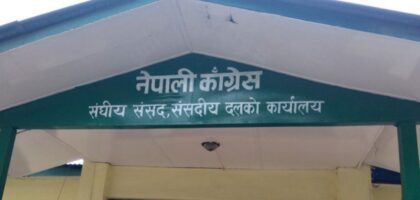 नेपाली काँग्रेस
संघीय संसद, संसदीय दलको कार्यालय